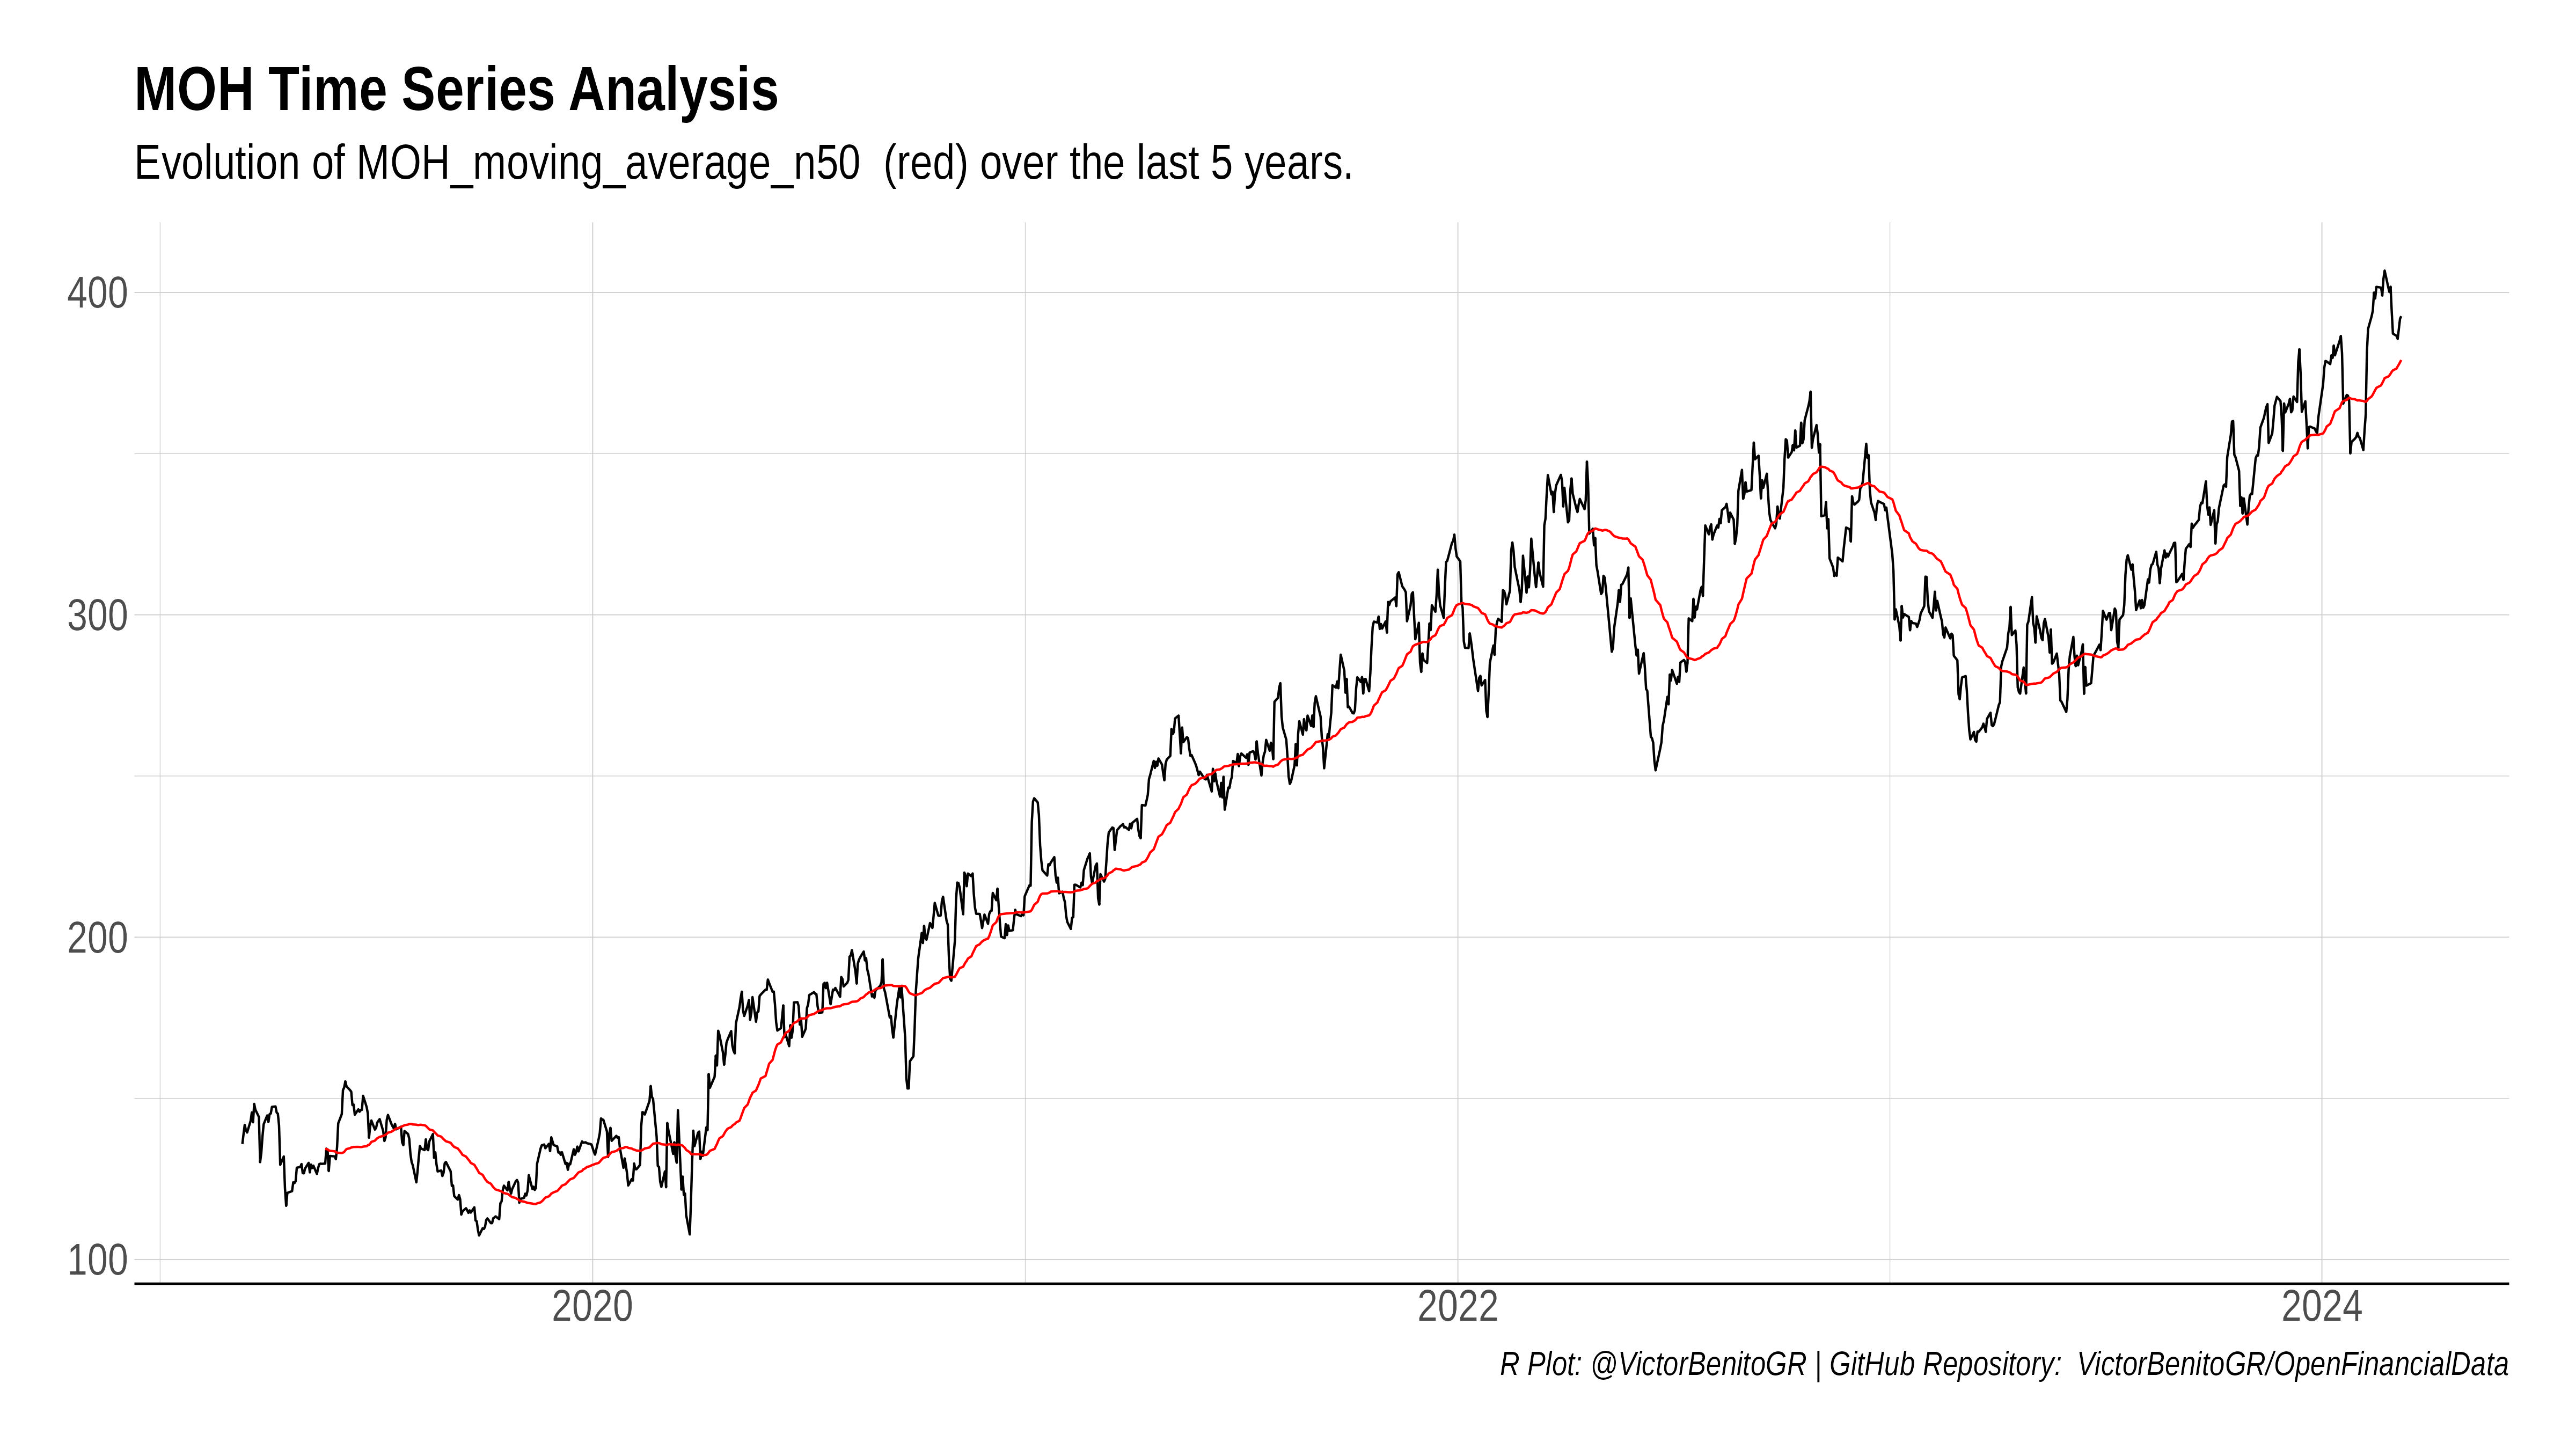 MOH Time Series Analysis
Evolution of MOH_moving_average_n50  (red) over the last 5 years.
400
300
200
100
2020 2022 2024
R Plot: @VictorBenitoGR | GitHub Repository:  VictorBenitoGR/OpenFinancialData